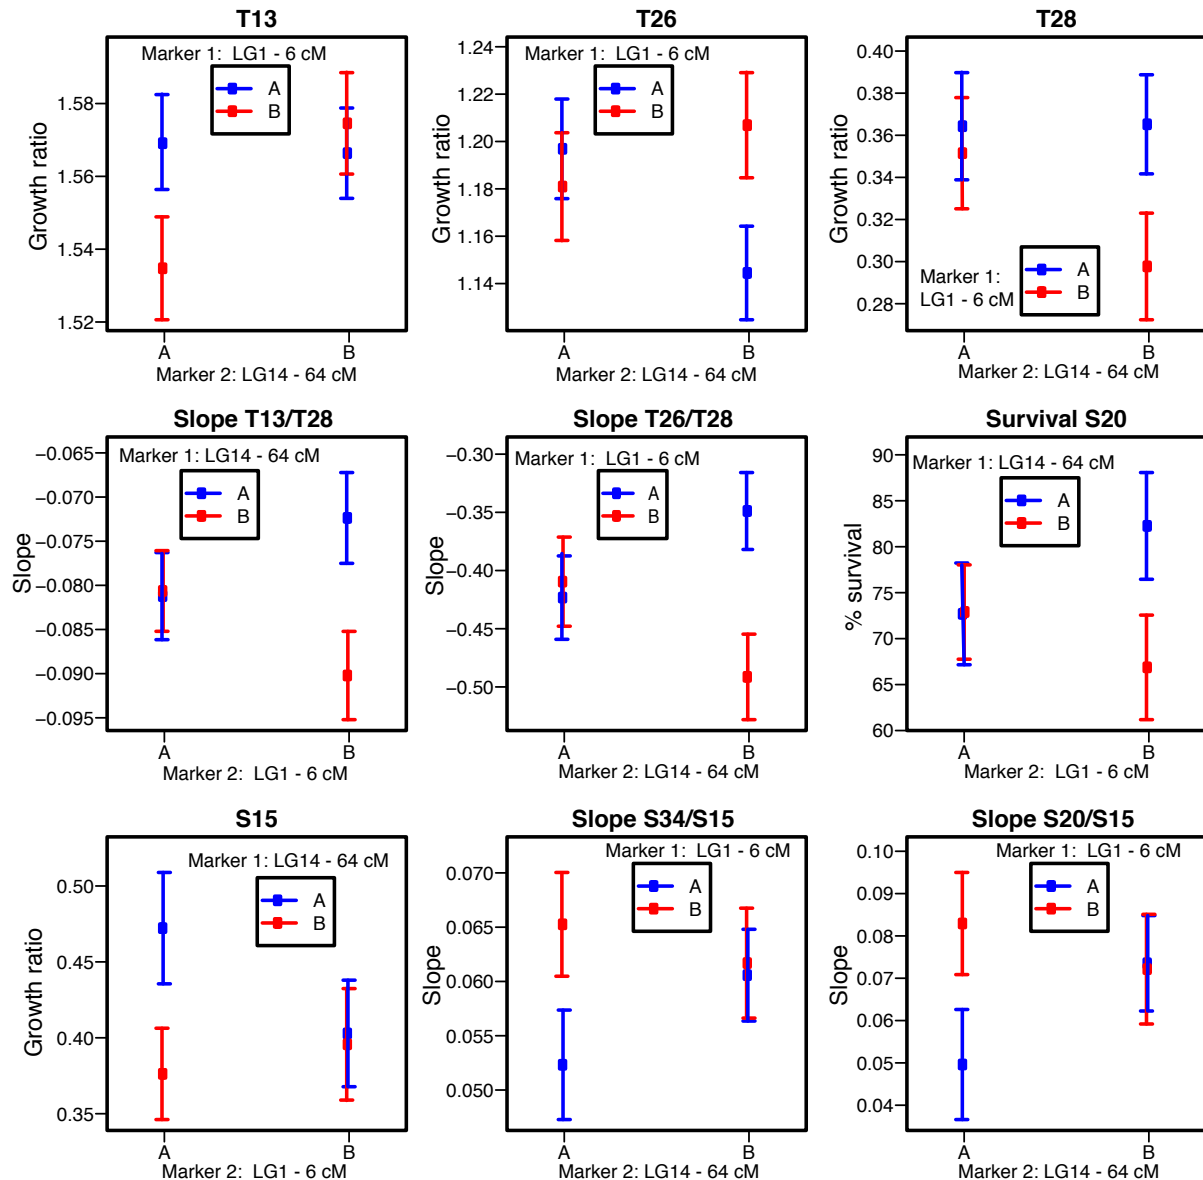 T13
Marker 1:  LG1 - 6 cM
A
B
Growth ratio
1.58
1.56
1.54
1.52
A
B
Marker 2: LG14 - 64 cM
T26
Marker 1:  LG1 - 6 cM
A
B
Growth ratio
1.24
1.22
1.20
1.18
1.16
1.14
A
B
Marker 2: LG14 - 64 cM
T28
Growth ratio
0.40
0.38
0.36
0.34
0.32
0.30
0.28
Marker 1:
LG1 - 6 cM
A
B
A
B
Marker 2: LG14 - 64 cM
Slope T13/T28
Marker 1: LG14 - 64 cM
A
B
Slope
−0.065
−0.070
−0.075
−0.080
−0.085
−0.090
−0.095
A
B
Marker 2:  LG1 - 6 cM
Slope T26/T28
Marker 1:  LG1 - 6 cM
A
B
Slope
−0.30
−0.35
−0.40
−0.45
−0.50
A
B
Marker 2: LG14 - 64 cM
Survival S20
Marker 1: LG14 - 64 cM
A
B
% survival
90
85
80
75
70
65
60
A
B
Marker 2:  LG1 - 6 cM
S15
Marker 1: LG14 - 64 cM
A
B
Growth ratio
0.50
0.45
0.40
0.35
A
B
Marker 2:  LG1 - 6 cM
Slope S34/S15
Marker 1:  LG1 - 6 cM
A
B
Slope
0.070
0.065
0.060
0.055
0.050
A
B
Marker 2: LG14 - 64 cM
Slope S20/S15
Marker 1:  LG1 - 6 cM
A
B
Slope
0.10
0.09
0.08
0.07
0.06
0.05
0.04
A
B
Marker 2: LG14 - 64 cM